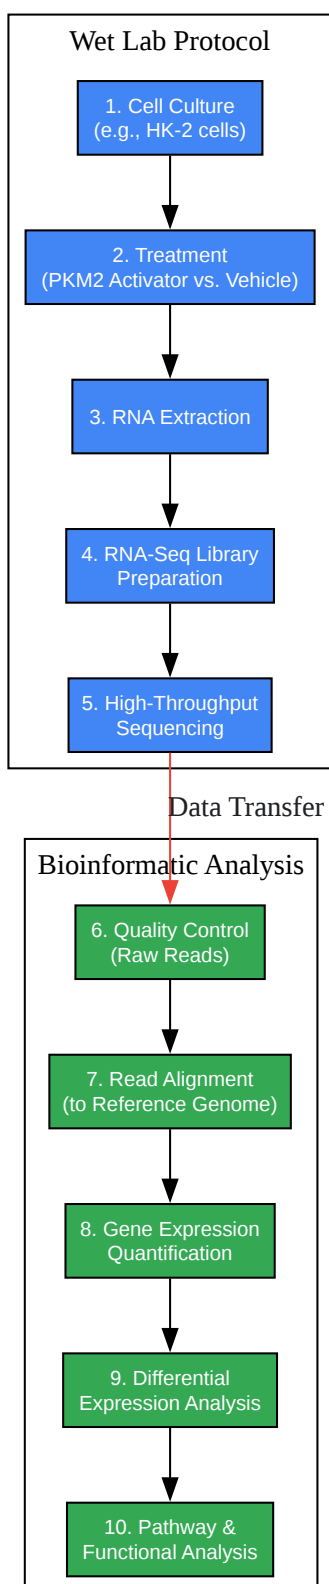 Wet Lab Protocol
1. Cell Culture
(e.g., HK-2 cells)
2. Treatment
(PKM2 Activator vs. Vehicle)
3. RNA Extraction
4. RNA-Seq Library
Preparation
5. High-Throughput
Sequencing
Data Transfer
Bioinformatic Analysis
6. Quality Control
(Raw Reads)
7. Read Alignment
(to Reference Genome)
8. Gene Expression
Quantification
9. Differential
Expression Analysis
10. Pathway &
Functional Analysis